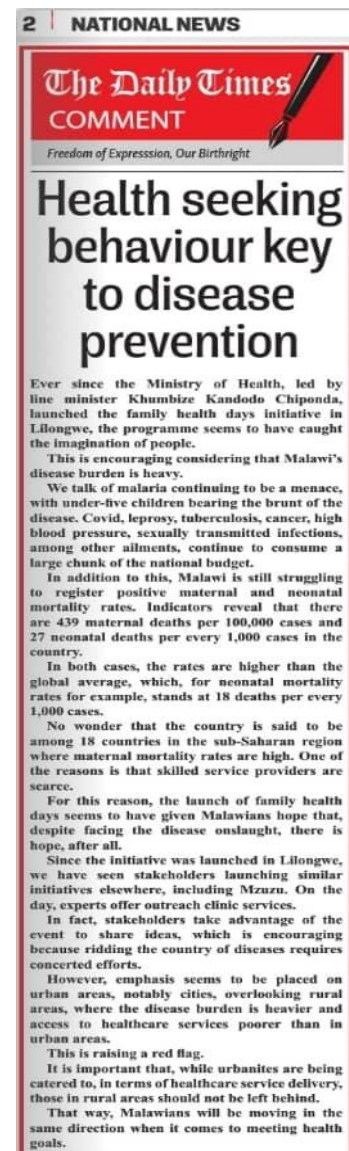 2 NATIONAL NEWS
The Daily Times
COMMENT
Freedom of Expresssion, Our Birthright
Health seeking
behaviour key
to disease
prevention
Ever since the Ministry of Health, led by
line minister Khumbize Kandodo Chiponda,
launched the family health days initiative in
Lilongwe, the programme seems to have caught
the imagination of people.
This is encouraging considering that Malawi's
disease burden is heavy.
We talk of malaria continuing to be a menace,
with under-five children bearing the brunt of the
disease. Covid, leprosy, tuberculosis, cancer, high
blood pressure, sexually transmitted infections,
among other ailments, continue to consume a
large chunk of the national budget.
In addition to this, Malawi is still struggling
to register positive maternal and neonatal
mortality rates. Indicators reveal that there
are 439 maternal deaths per 100,000 cases and
27 neonatal deaths per every 1,000 cases in the
country.
In both cases, the rates are higher than the
global average, which, for neonatal mortality
rates for example, stands at 18 deaths per every
1,000 cases.
No wonder that the country is said to be
among 18 countries in the sub-Saharan region
where maternal mortality rates are high. One of
the reasons is that skilled service providers are
scarce.
For this reason, the launch of family health
days seems to have given Malawians hope that,
despite facing the disease onslaught, there is
hope, after all.
Since the initiative was launched in Lilongwe,
we have seen stakeholders launching similar
initiatives elsewhere, including Mzuzu. On the
day, experts offer outreach clinic services.
In fact, stakeholders take advantage of the
event to share ideas, which is encouraging
because ridding the country of diseases requires
concerted efforts.
However, emphasis seems to be placed on
urban areas, notably cities, overlooking rural
areas, where the disease burden is heavier and
access to healthcare services poorer than in
urban areas.
This is raising a red flag.
It is important that, while urbanites are being
catered to, in terms of healthcare service delivery,
those in rural areas should not be left behind.
That way, Malawians will be moving in the
same direction when it comes to meeting health
goals.